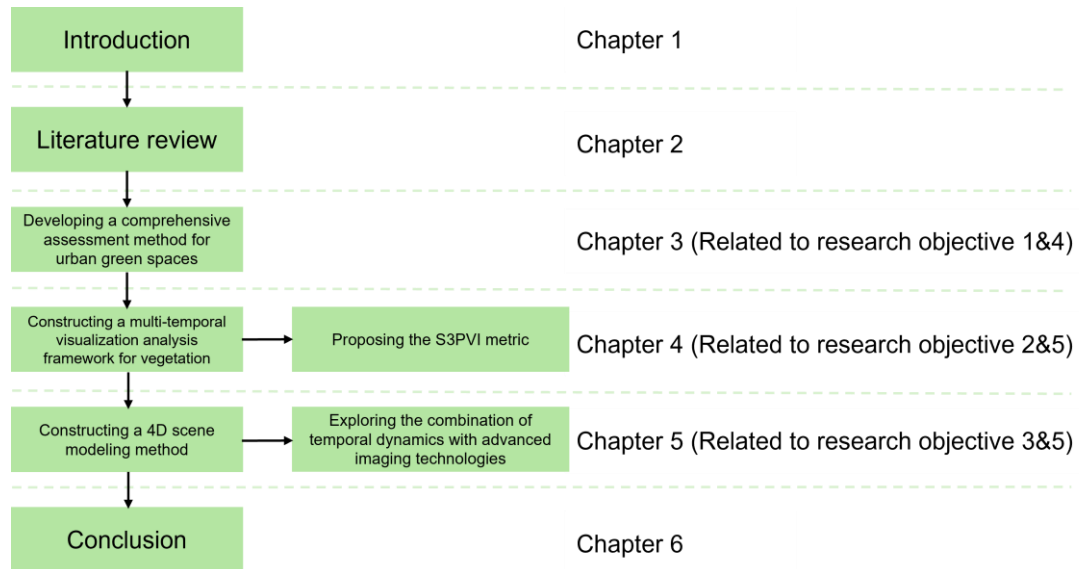 Introduction
Chapter 1
Literature review
Chapter 2
Developing a comprehensive
assessment method for
urban green spaces
Chapter 3 (Related to research objective 1&4)
Constructing a multi-temporal
visualization analysis
framework for vegetation
Proposing the S3PVI metric
Chapter 4 (Related to research objective 2&5)
Constructing a 4D scene
modeling method
Exploring the combination of
temporal dynamics with advanced
imaging technologies
Chapter 5 (Related to research objective 3&5)
Conclusion
Chapter 6